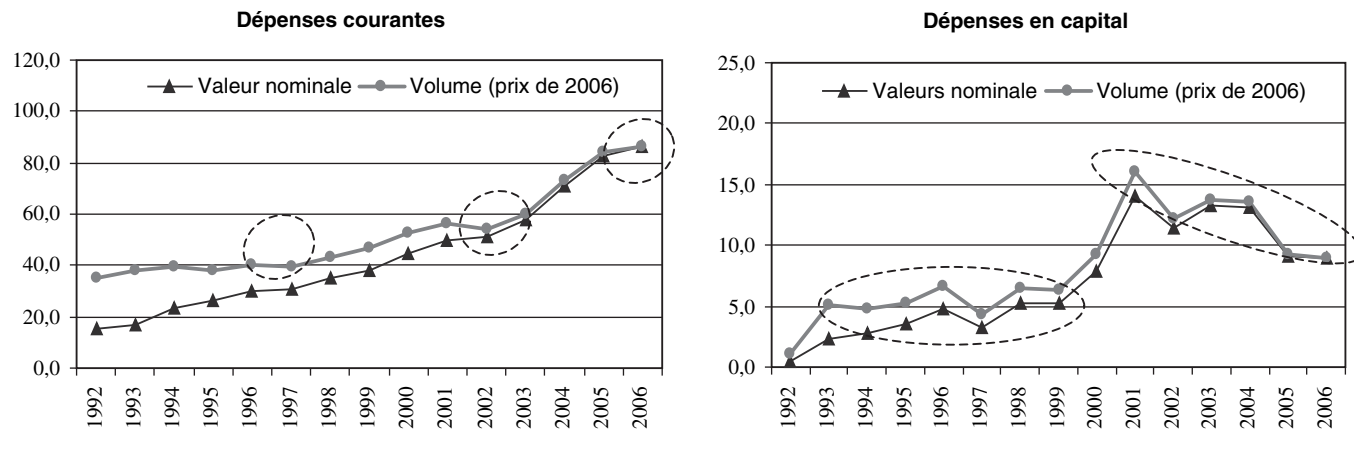 Dépenses courantes
120,0
100,0
80,0
60,0
40,0
20,0
0,0
Valeur nominale Volume (prix de 2006)
1992 1993 1994 1995 1996 1997 1998 1999 2000 2001 2002 2003 2004 2005 2006
Dépenses en capital
25,0
20,0
15,0
10,0
5,0
0,0
Valeurs nominale Volume (prix de 2006)
1992 1993 1994 1995 1996 1997 1998 1999 2000 2001 2002 2003 2004 2005 2006